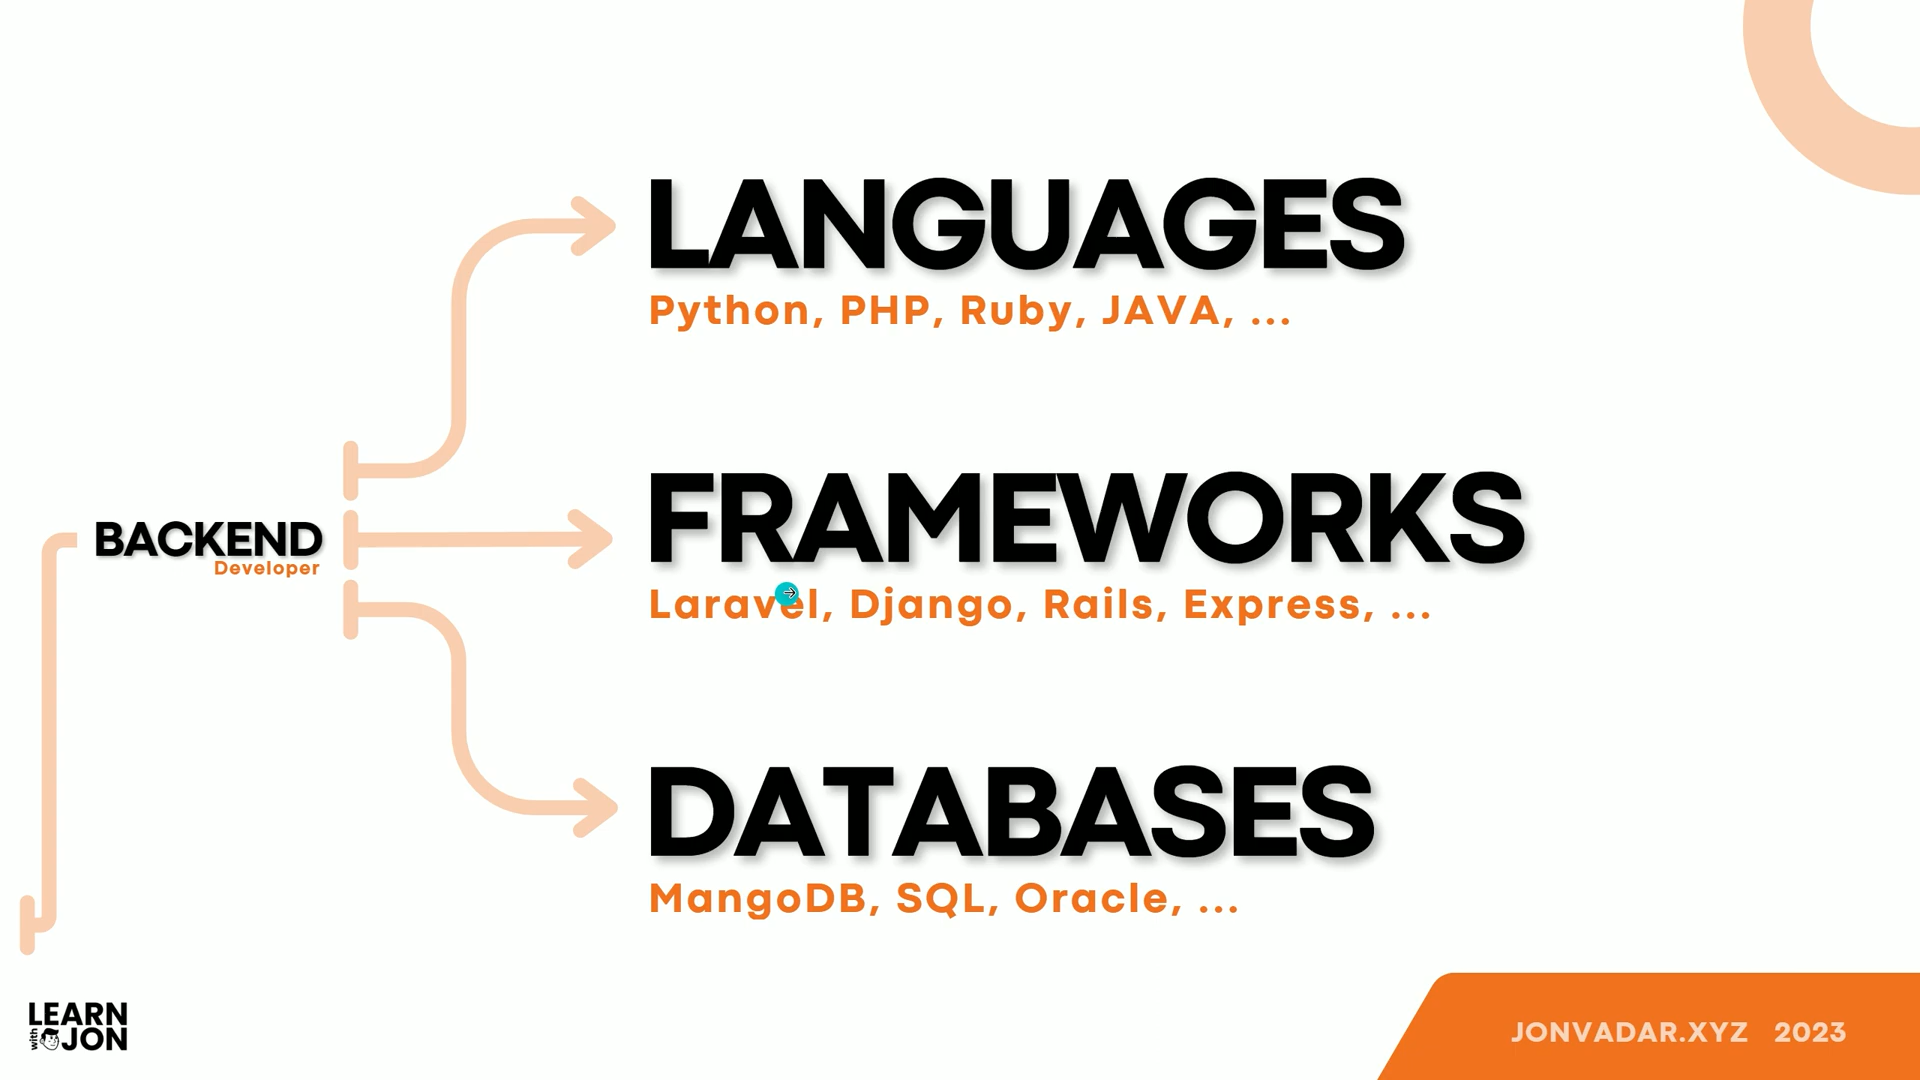 LANGUAGES
Python, PHP, Ruby, JAVA, ...
BACKEND
Developer
FRAMEWORKS
Laravel, Django, Rails, Express, ...
DATABASES
MangoDB, SQL, Oracle, ...
LEARN
with JON
JONVADAR.XYZ 2023